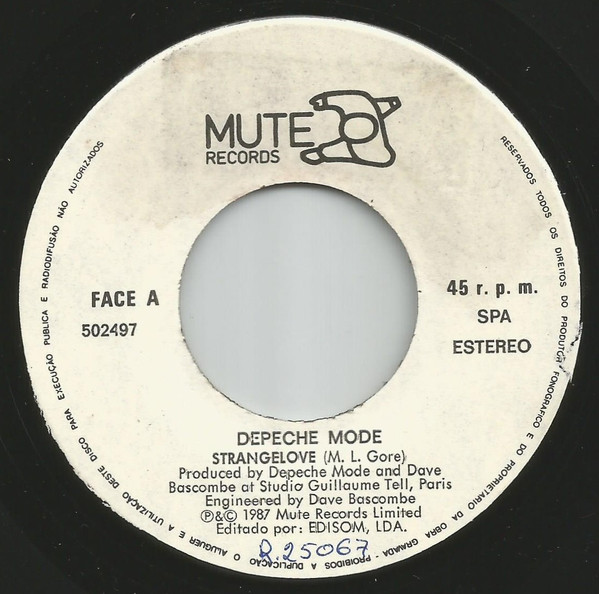 MUTE
RECORDS
FACE A
502497
45 r. p. m.
SPA
ESTEREO
DEPECHE MODE
STRANGELOVE (M. L. Gore)
Produced by Depeche Mode and Dave
Bascombe at Studio Guillaume Tell, Paris
Engineered by Dave Bascombe
℗&© 1987 Mute Records Limited
Editado por: EDISOM, LDA.
R.25067
RESERVADOS TODOS OS DIREITOS DO PRODUTOR FONOGRAFICO E DO PROPRIETARIO DA OBRA GRAVADA - PROIBIDOS A DUPLICAÇÃO O ALUGUER E A UTILIZAÇÃO DESTE DISCO PARA EXECUÇÃO PUBLICA E RADIODIFUSÃO NÃO AUTORIZADOS